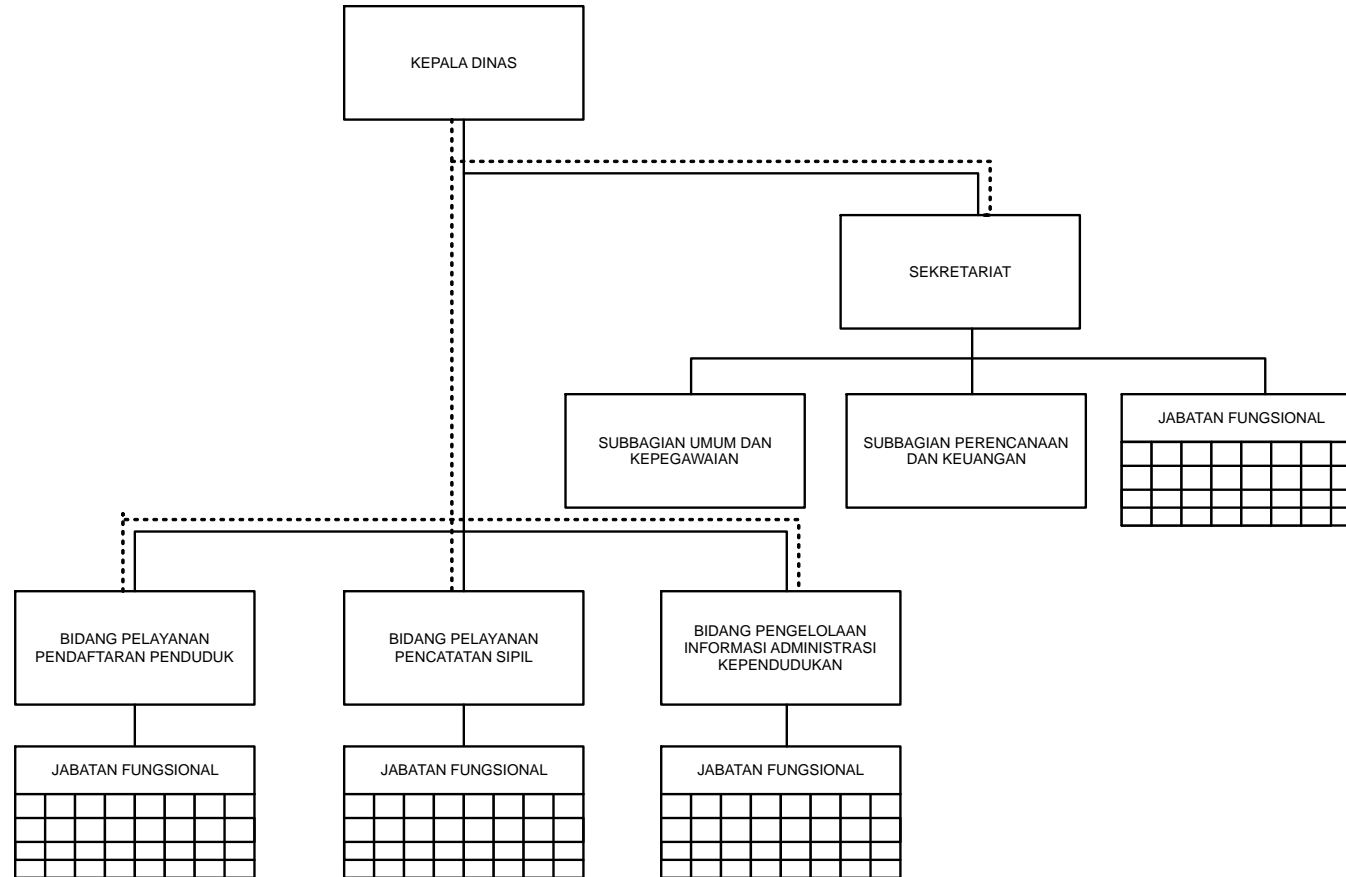 KEPALA DINAS
SEKRETARIAT
SUBBAGIAN UMUM DAN
KEPEGAWAIAN
SUBBAGIAN PERENCANAAN
DAN KEUANGAN
JABATAN FUNGSIONAL
BIDANG PELAYANAN
PENDAFTARAN PENDUDUK
BIDANG PELAYANAN
PENCATATAN SIPIL
BIDANG PENGELOLAAN
INFORMASI ADMINISTRASI
KEPENDUDUKAN
JABATAN FUNGSIONAL
JABATAN FUNGSIONAL
JABATAN FUNGSIONAL